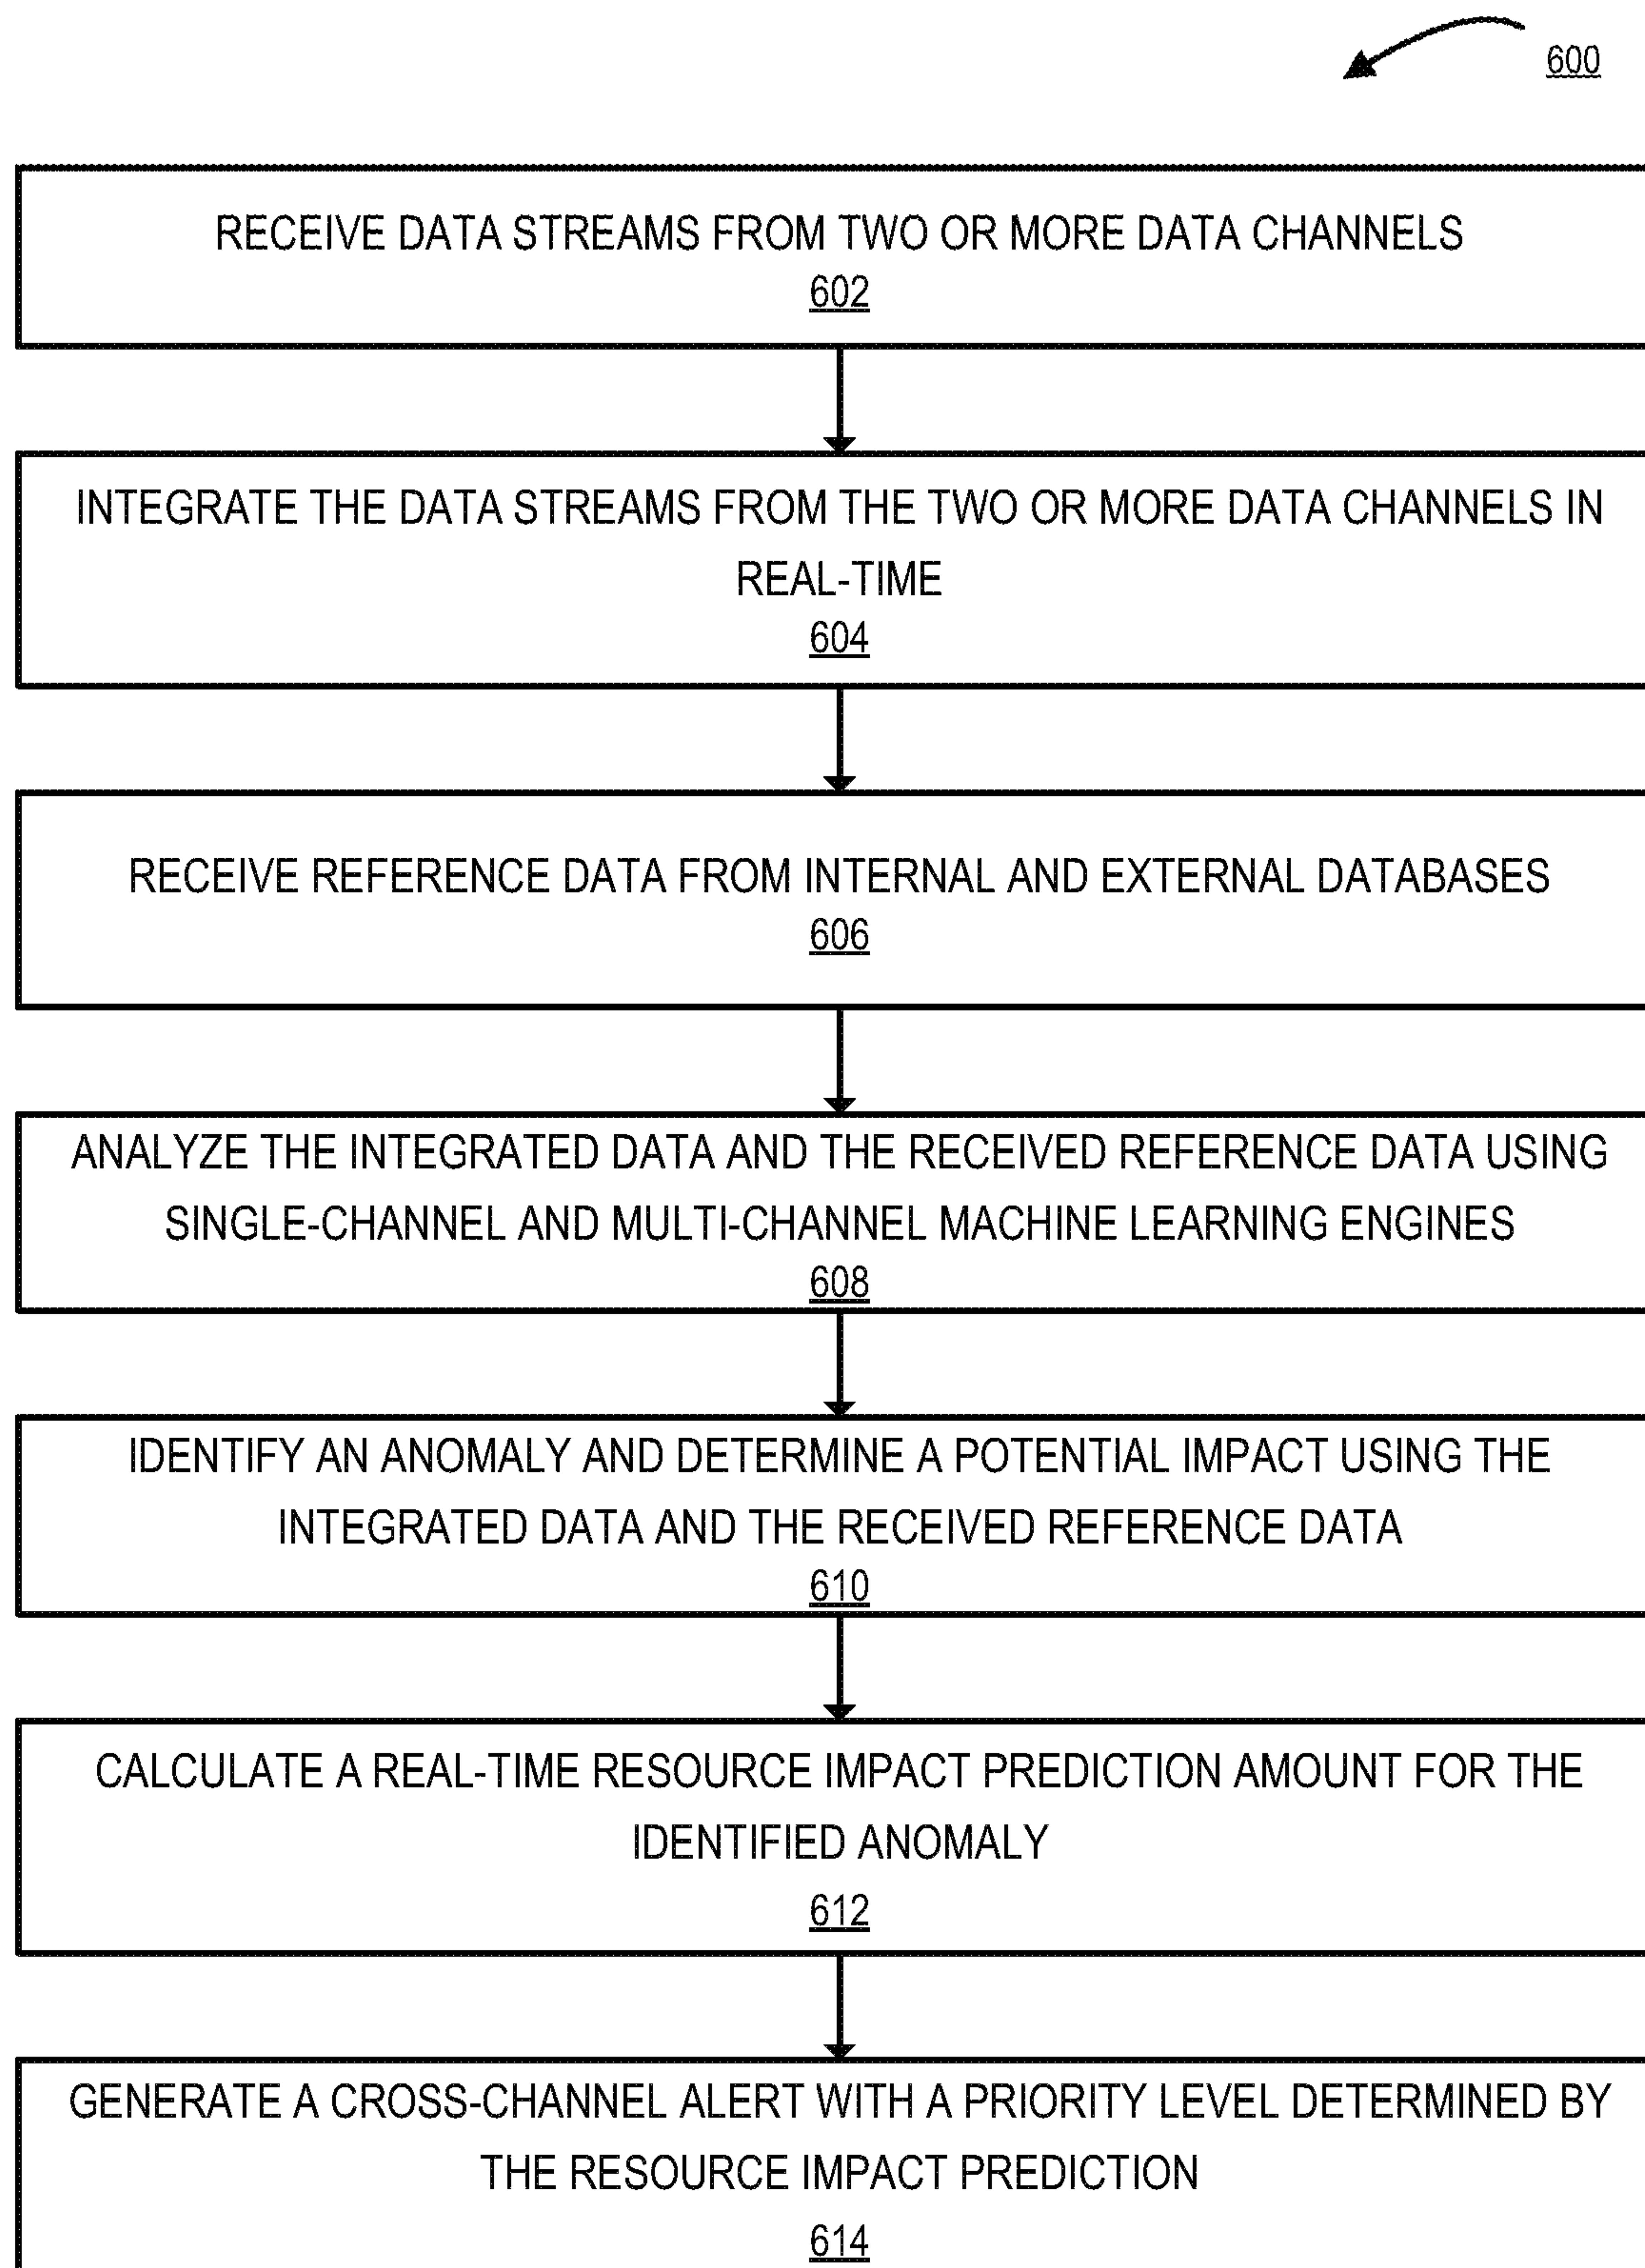 600
RECEIVE DATA STREAMS FROM TWO OR MORE DATA CHANNELS
602
INTEGRATE THE DATA STREAMS FROM THE TWO OR MORE DATA CHANNELS IN
REAL-TIME
604
RECEIVE REFERENCE DATA FROM INTERNAL AND EXTERNAL DATABASES
606
ANALYZE THE INTEGRATED DATA AND THE RECEIVED REFERENCE DATA USING
SINGLE-CHANNEL AND MULTI-CHANNEL MACHINE LEARNING ENGINES
608
IDENTIFY AN ANOMALY AND DETERMINE A POTENTIAL IMPACT USING THE
INTEGRATED DATA AND THE RECEIVED REFERENCE DATA
610
CALCULATE A REAL-TIME RESOURCE IMPACT PREDICTION AMOUNT FOR THE
IDENTIFIED ANOMALY
612
GENERATE A CROSS-CHANNEL ALERT WITH A PRIORITY LEVEL DETERMINED BY
THE RESOURCE IMPACT PREDICTION
614